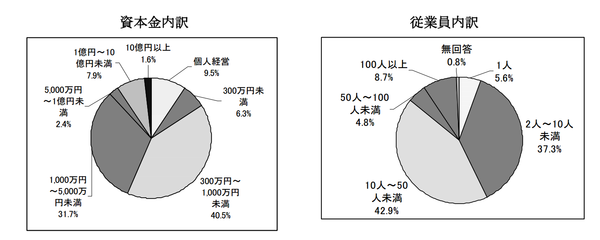 資本金内訳
10億円以上
1.6%
個人経営
9.5%
300万円未
満
6.3%
300万円〜
1,000万円
未満
40.5%
1,000万円
〜5,000万
円未満
31.7%
5,000万円
〜1億円未
満
2.4%
1億円〜10
億円未満
7.9%
従業員内訳
無回答
0.8%
1人
5.6%
2人〜10人
未満
37.3%
10人〜50
人未満
42.9%
50人〜100
人未満
4.8%
100人以上
8.7%